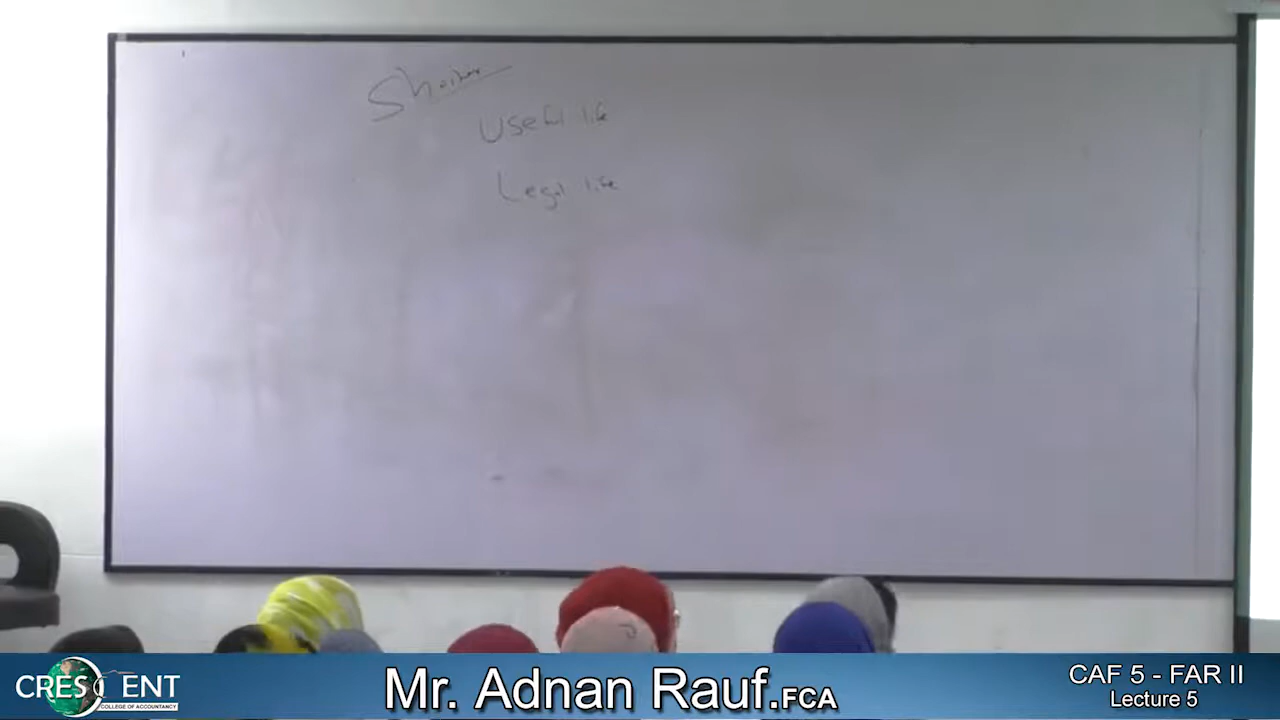 Shorter
Useful life
Legal life
CRESCENT
COLLEGE OF ACCOUNTANCY
Mr. Adnan Rauf.FCA
CAF 5 - FAR II
Lecture 5